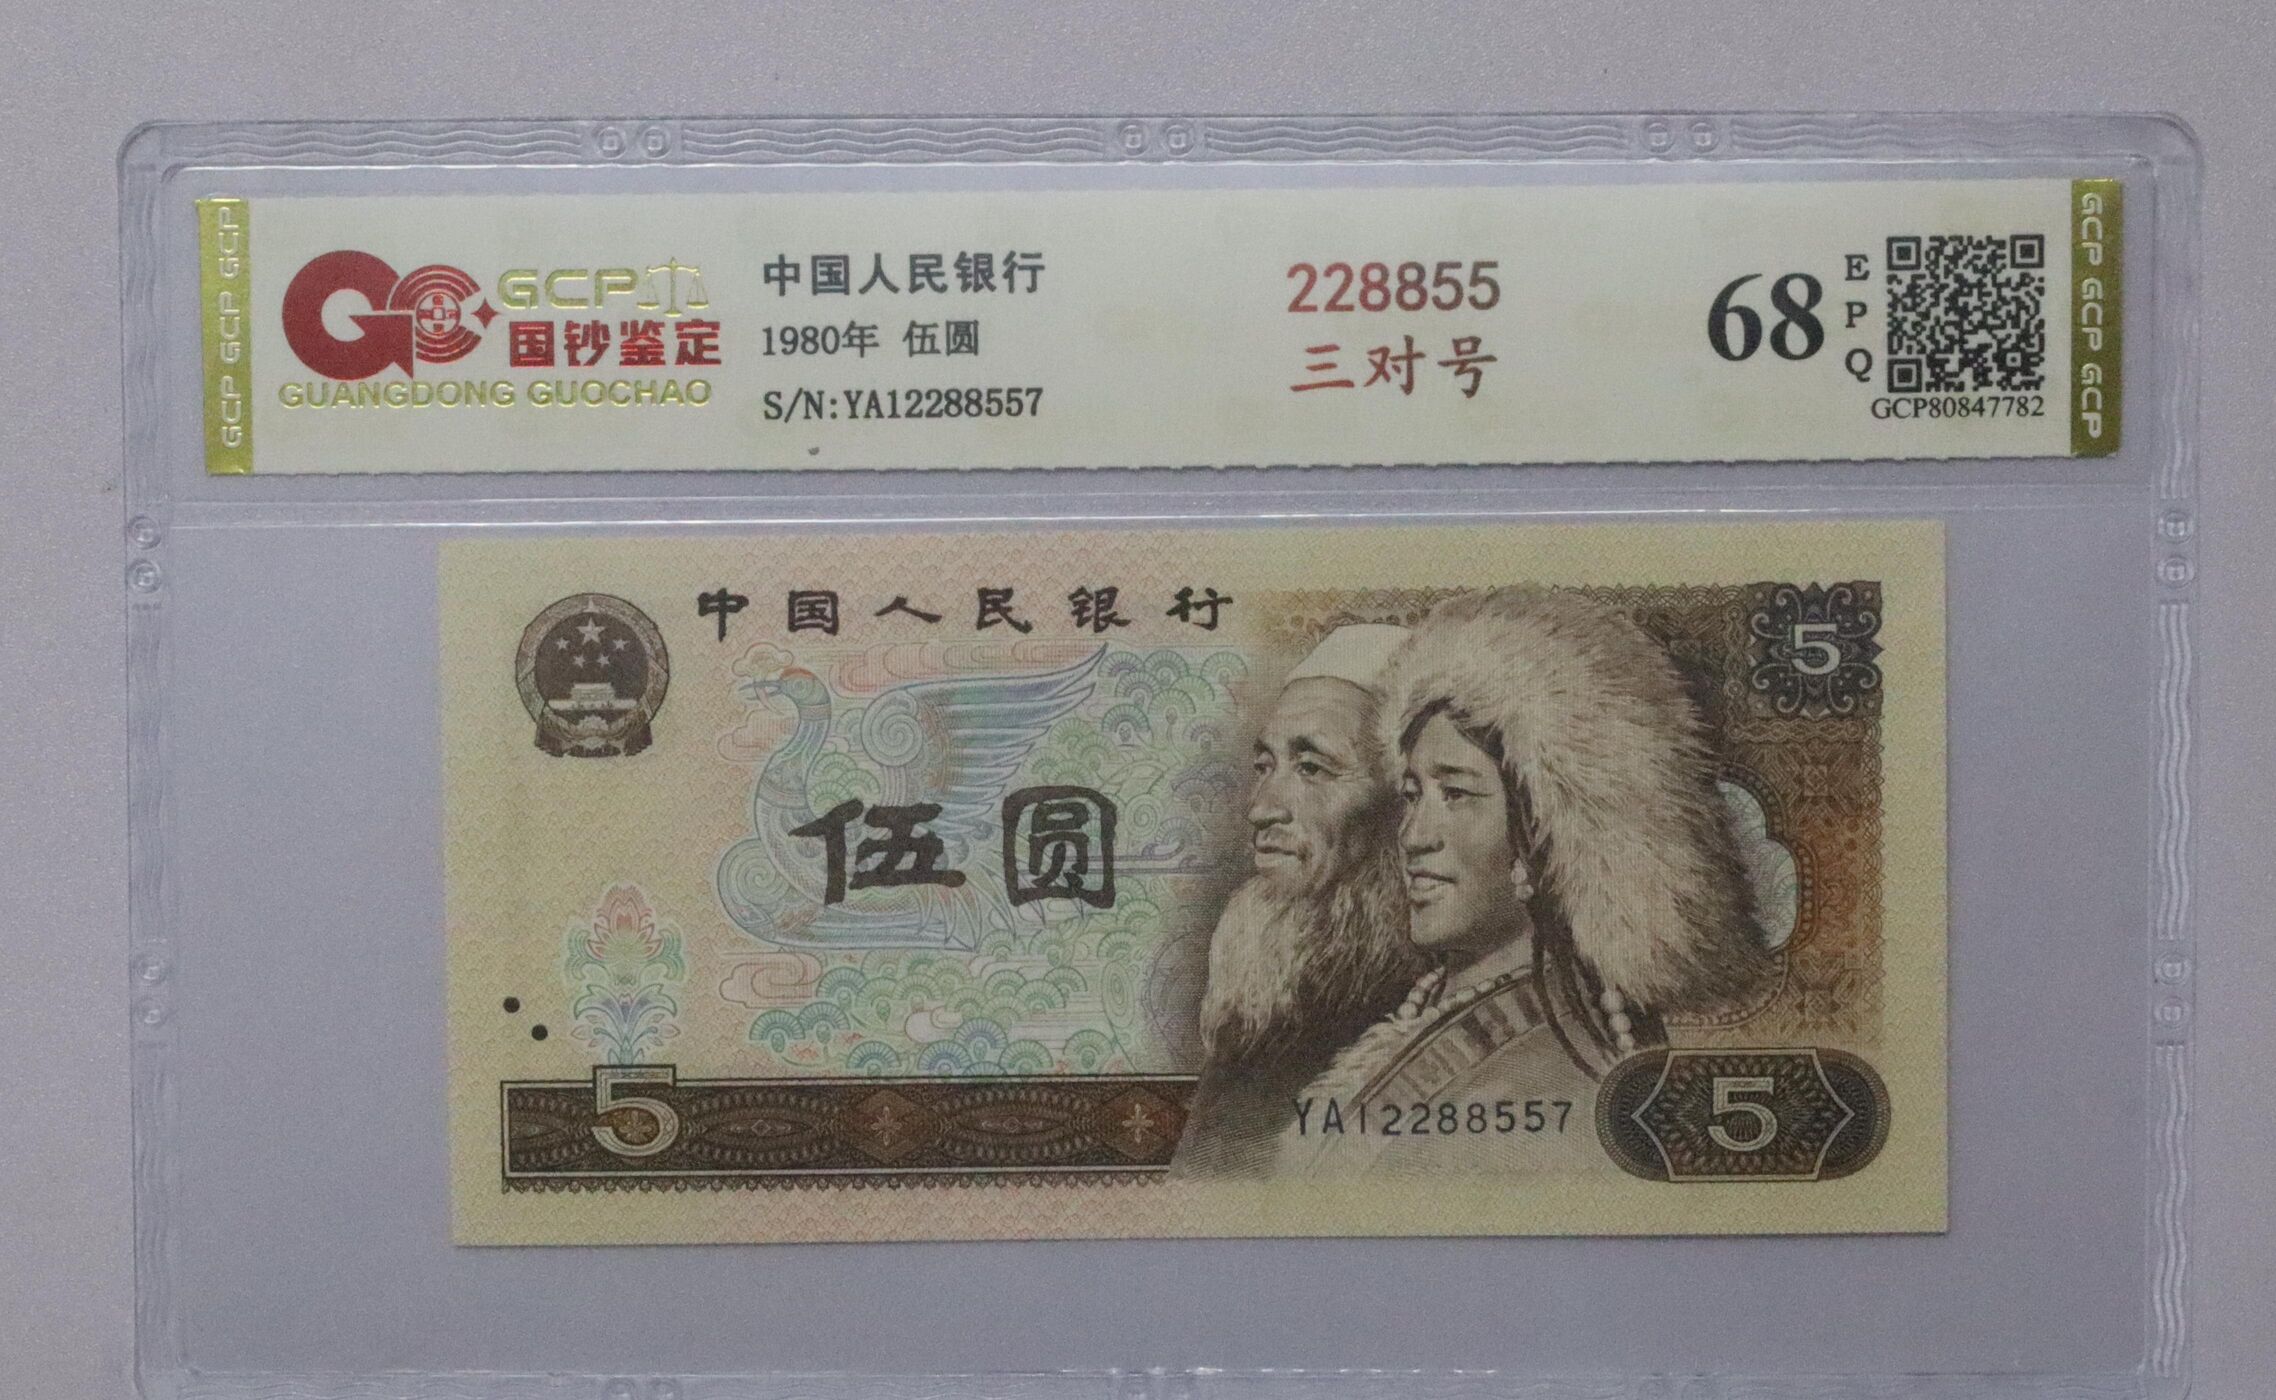 GCP GCP GCP
GCP
国钞鉴定
GUANGDONG GUOCHAO
中国人民银行
1980年 伍圆
S/N:YA12288557
228855
三对号
68
EPQ
GCP80847782
GCP GCP GCP
中国人民银行
5
伍圆
5
YA12288557
5